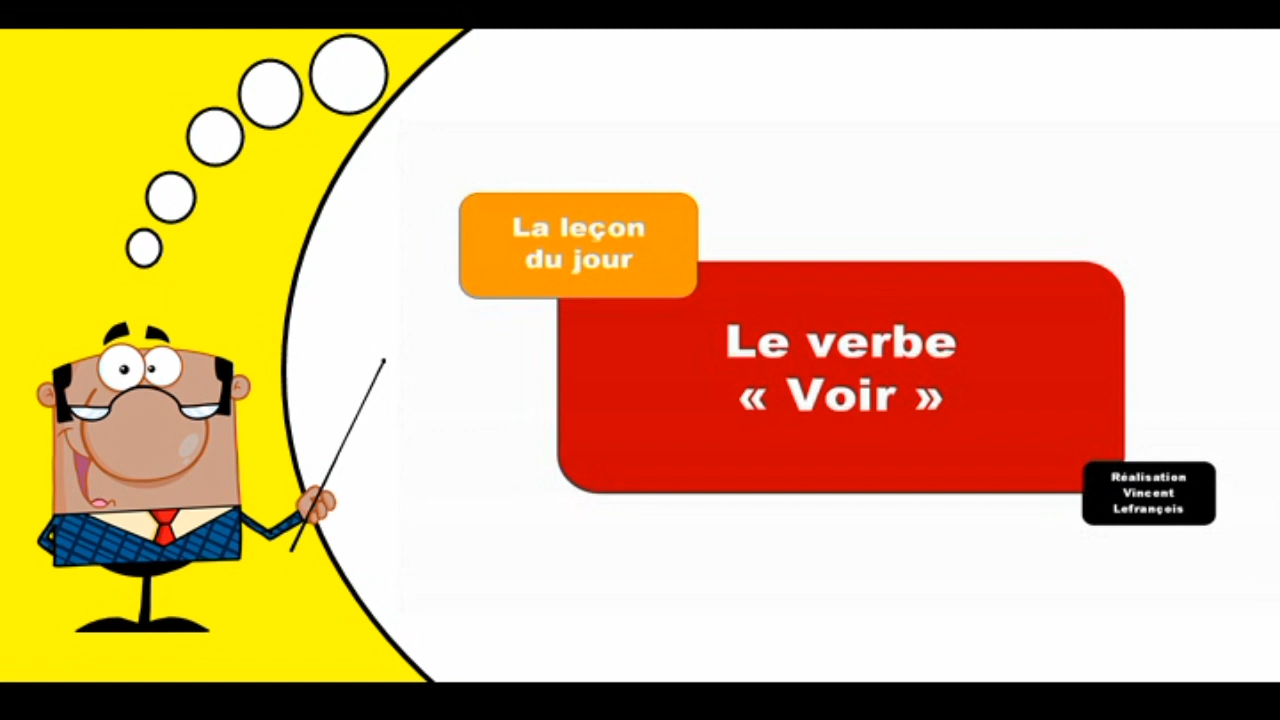 La leçon
du jour
Le verbe
« Voir »
Réalisation
Vincent
Lefrançois